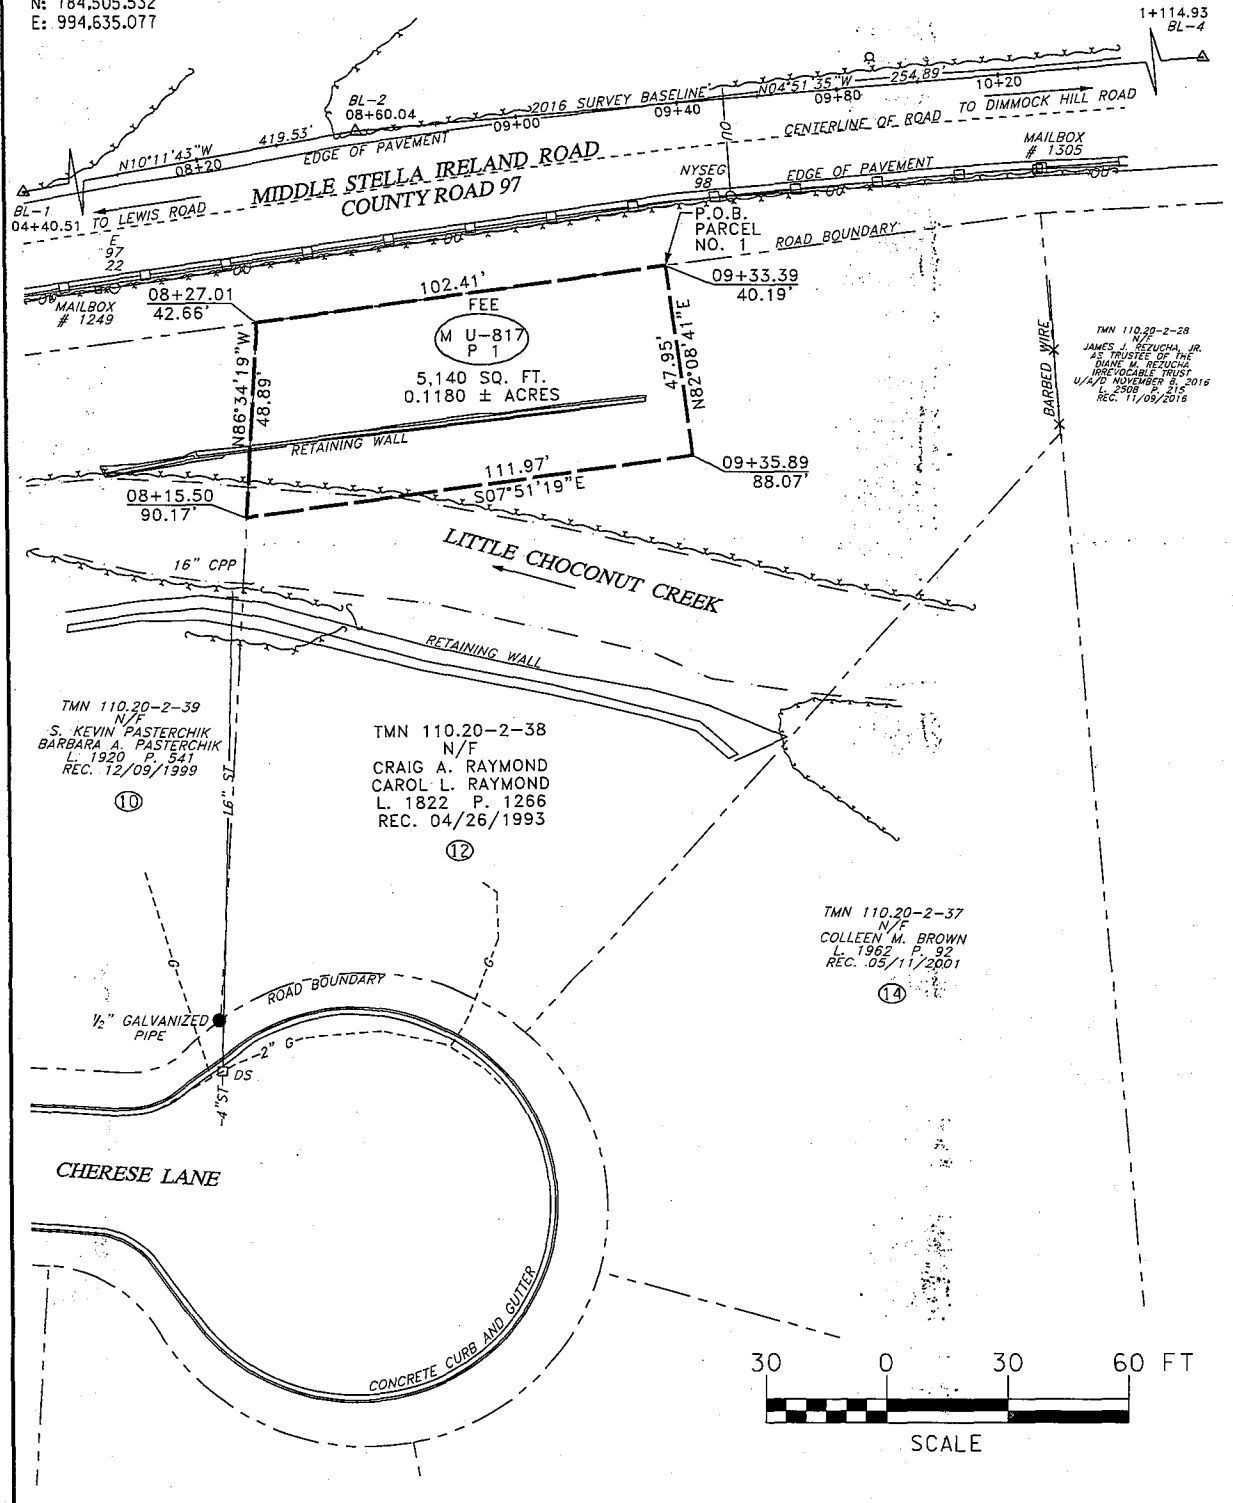 N: 784,505.532
E: 994,635.077
1+114.93
BL-4
BL-2
08+60.04
419.53'
N10°11'43"W
08+20
EDGE OF PAVEMENT
09+00
2016 SURVEY BASELINE
09+40
N04°51'35"W
254.89'
09+80
10+20
TO DIMMOCK HILL ROAD
CENTERLINE OF ROAD
OU
MAILBOX
# 1305
EDGE OF PAVEMENT
NYSEG
98
OU
OU
MIDDLE STELLA IRELAND ROAD
COUNTY ROAD 97
BL-1
04+40.51
TO LEWIS ROAD
E
97
22
OU
OU
OU
MAILBOX
# 1249
P.O.B.
PARCEL
NO. 1
ROAD BOUNDARY
08+27.01
42.66'
102.41'
FEE
M U-817
P 1
5,140 SQ. FT.
0.1180 ± ACRES
09+33.39
40.19'
N86°34'19"W
48.89
47.95'
N82°08'41"E
RETAINING WALL
111.97'
S07°51'19"E
09+35.89
88.07'
08+15.50
90.17'
BARBED WIRE
TMN 110.20-2-28
N/F
JAMES J. REZUCHA, JR.
AS TRUSTEE OF THE
DIANE M. REZUCHA
IRREVOCABLE TRUST
U/A/D NOVEMBER 8, 2016
L. 2508 P. 215
REC. 11/09/2016
LITTLE CHOCONUT CREEK
16" CPP
RETAINING WALL
TMN 110.20-2-39
N/F
S. KEVIN PASTERCHIK
BARBARA A. PASTERCHIK
L. 1920 P. 541
REC. 12/09/1999
10
16" ST
TMN 110.20-2-38
N/F
CRAIG A. RAYMOND
CAROL L. RAYMOND
L. 1822 P. 1266
REC. 04/26/1993
12
TMN 110.20-2-37
N/F
COLLEEN M. BROWN
L. 1962 P. 92
REC. 05/11/2001
14
G
G
ROAD BOUNDARY
½" GALVANIZED
PIPE
2" G
DS
4" ST
CHERESE LANE
CONCRETE CURB AND GUTTER
30 0 30 60 FT
SCALE